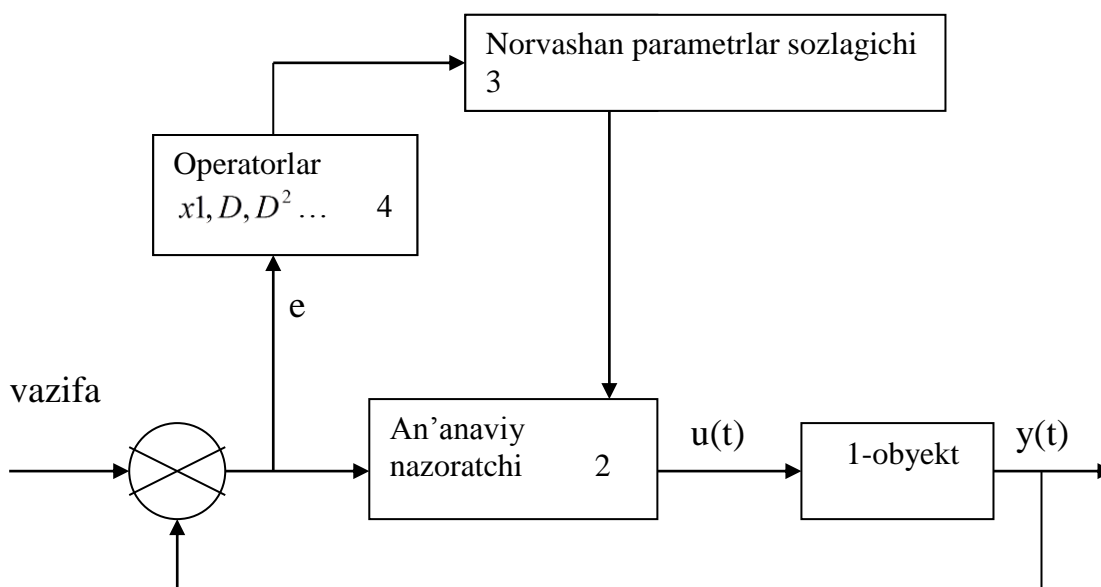 Norvashan parametrlar sozlagichi
3
Operatorlar
x1, D, D² ... 4
e
vazifa
An’anaviy
nazoratchi 2
u(t)
1-obyekt
y(t)